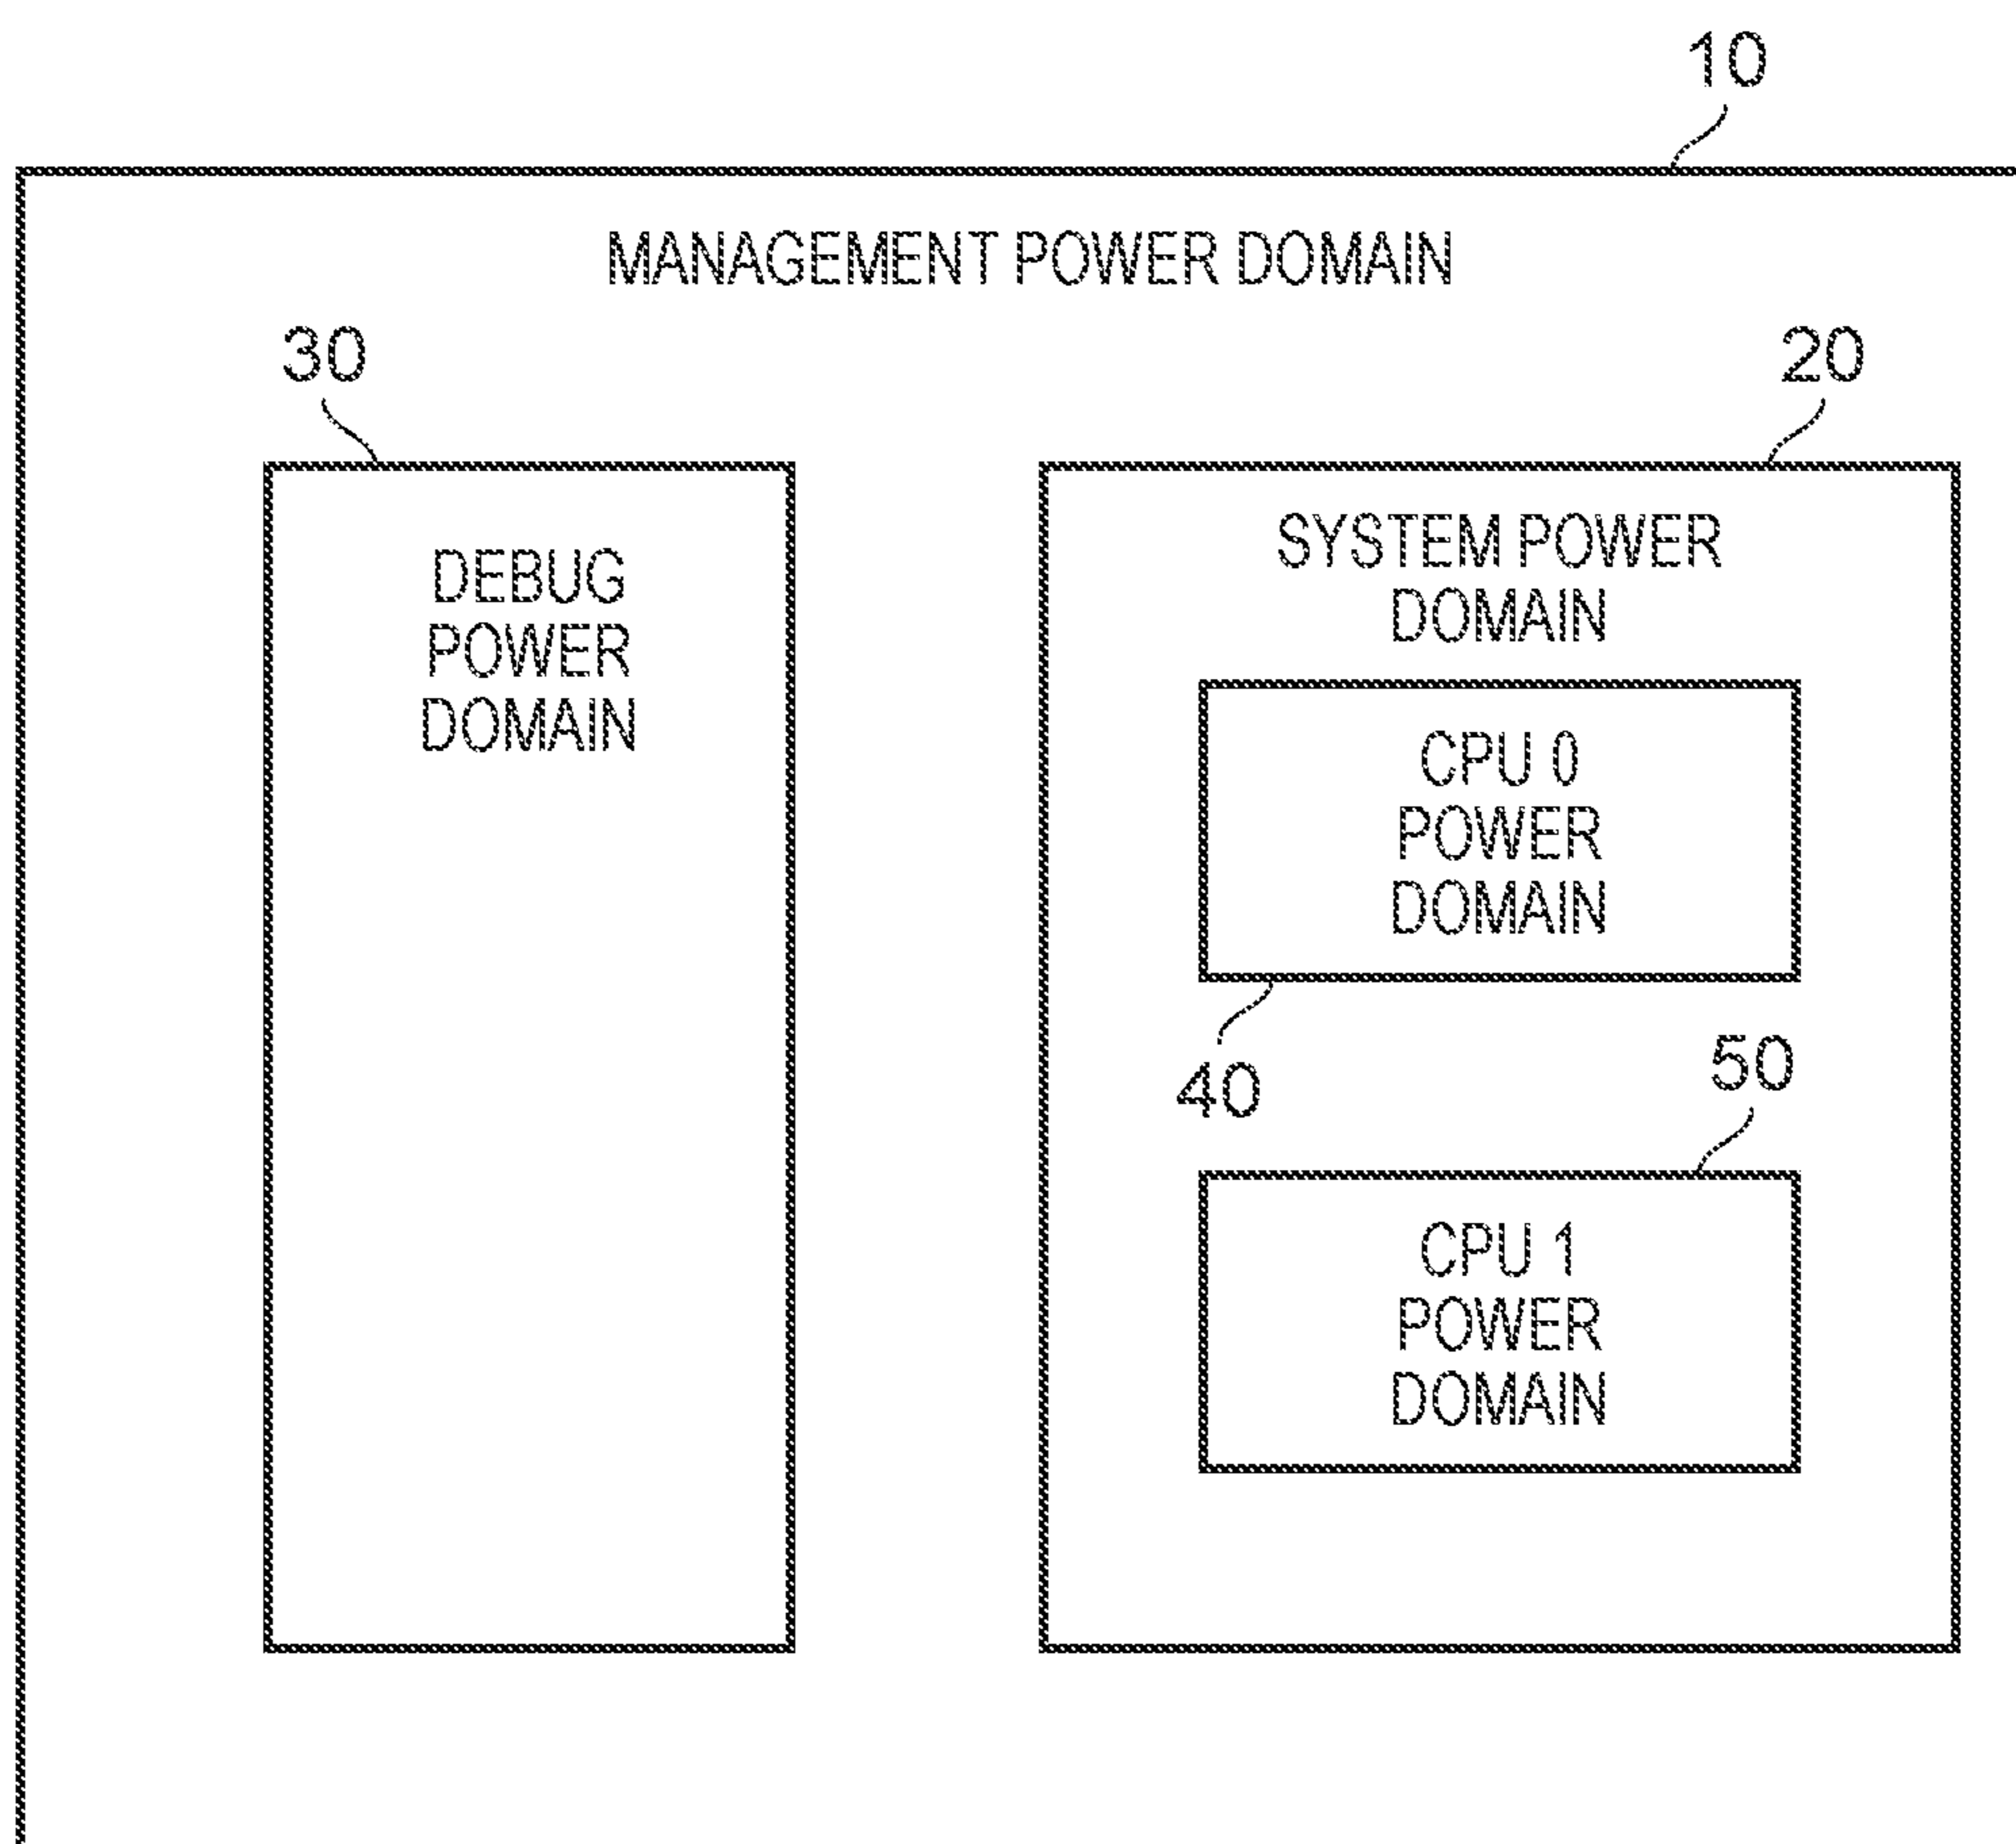 10
MANAGEMENT POWER DOMAIN
30
20
DEBUG
POWER
DOMAIN
SYSTEM POWER
DOMAIN
CPU 0
POWER
DOMAIN
40
50
CPU 1
POWER
DOMAIN